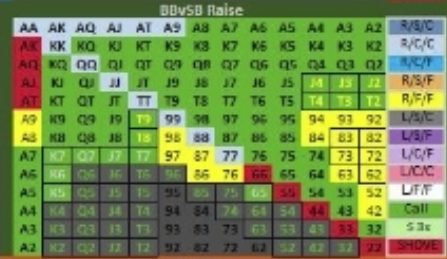 BBvSB Raise
AA AK AQ AJ AT A9 A8 A7 A6 A5 A4 A3 A2 R/S/C
AK KK KQ KJ KT K9 K8 K7 K6 K5 K4 K3 K2 R/C/C
AQ KQ QQ QJ QT Q9 Q8 Q7 Q6 Q5 Q4 Q3 Q2 R/C/F
AJ KJ QJ JJ JT J9 J8 J7 J6 J5 J4 J3 J2 R/S/F
AT KT QT JT TT T9 T8 T7 T6 T5 T4 T3 T2 R/F/F
A9 K9 Q9 J9 T9 99 98 97 96 95 94 93 92 L/S/C
A8 K8 Q8 J8 T8 98 88 87 86 85 84 83 82 L/S/F
A7 K7 Q7 J7 T7 97 87 77 76 75 74 73 72 L/C/F
A6 K6 Q6 J6 T6 96 86 76 66 65 64 63 62 L/C/C
A5 K5 Q5 J5 T5 95 85 75 65 55 54 53 52 L/F/F
A4 K4 Q4 J4 T4 94 84 74 64 54 44 43 42 Call
A3 K3 Q3 J3 T3 93 83 73 63 53 43 33 32
A2 K2 Q2 J2 T2 92 82 72 62 52 42 32 22 SHOVE